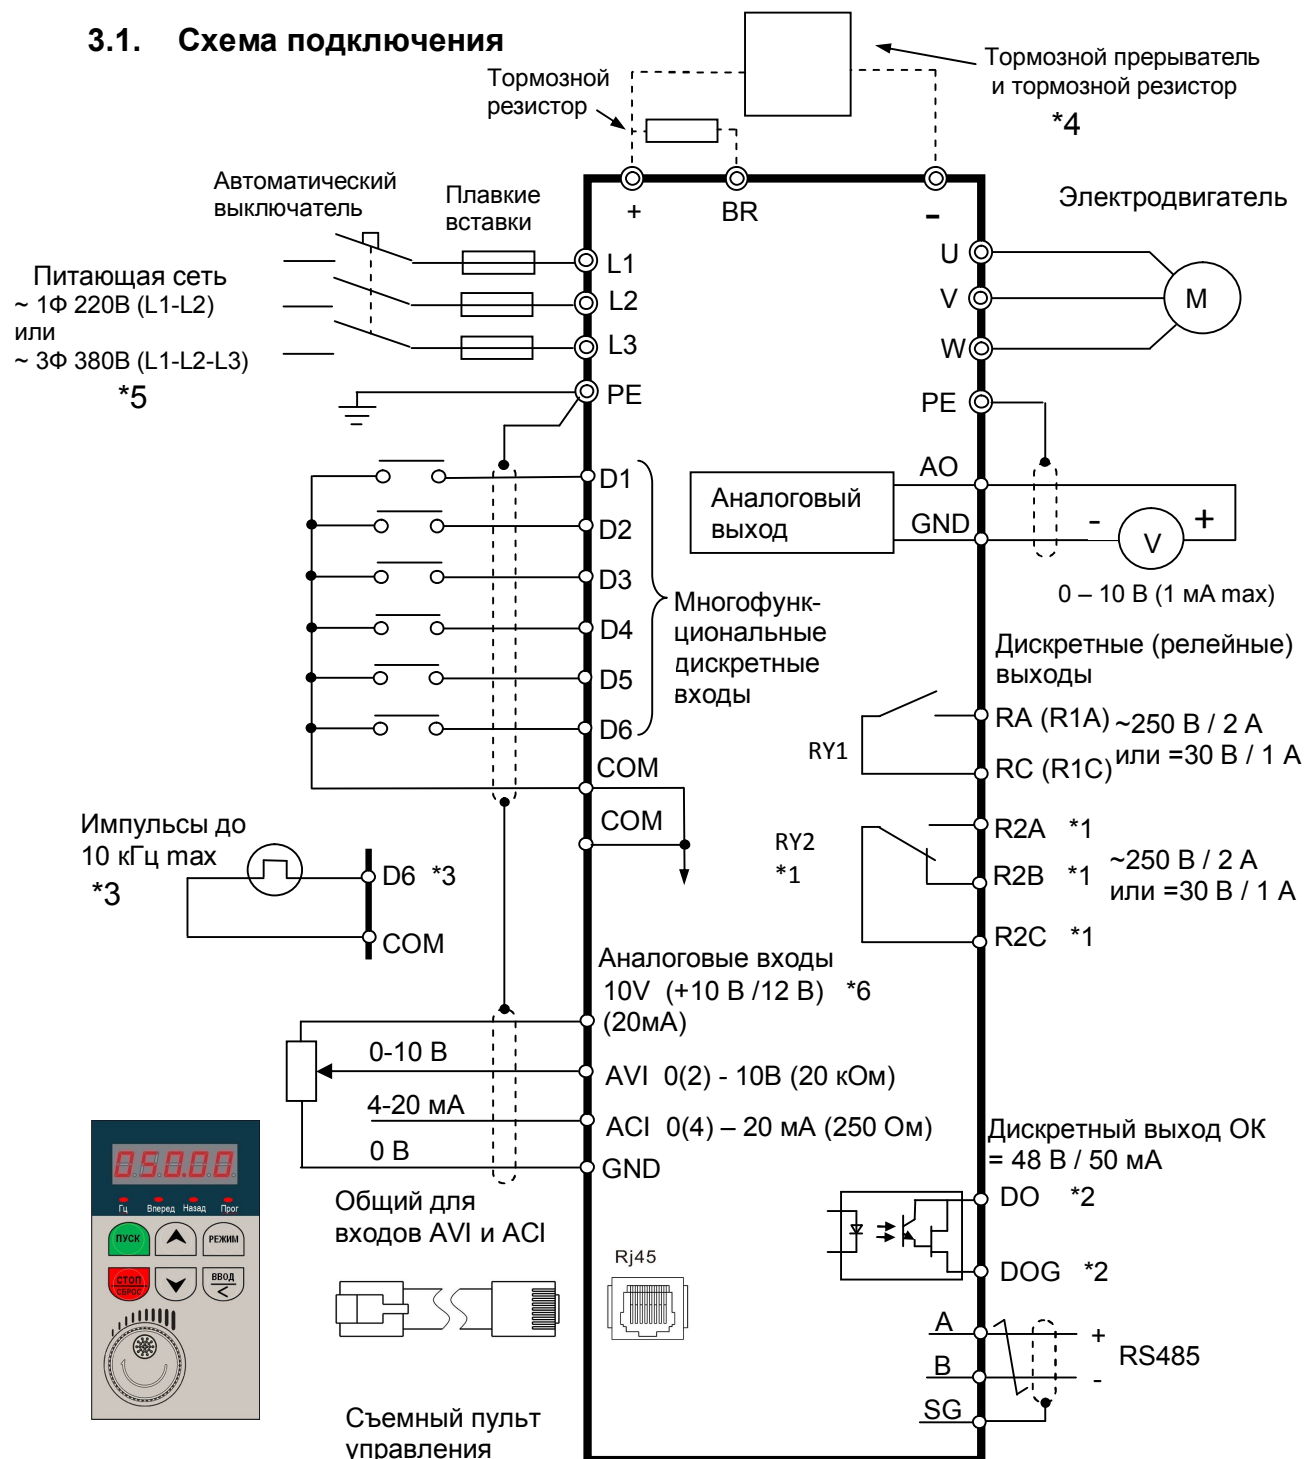 3.1. Схема подключения
Тормозной
резистор
Тормозной прерыватель
и тормозной резистор
*4
Автоматический
выключатель
Плавкие
вставки
+
BR
-
Электродвигатель
Питающая сеть
~ 1Ф 220В (L1-L2)
или
~ 3Ф 380В (L1-L2-L3)
*5
L1
L2
L3
PE
U
V
W
M
PE
D1
D2
D3
D4
D5
D6
Многофунк-
циональные
дискретные
входы
COM
COM
Аналоговый
выход
AO
GND
-
V
+
0 – 10 В (1 мА max)
Дискретные (релейные)
выходы
RY1
RA (R1A)
RC (R1C)
~250 В / 2 А
или =30 В / 1 А
RY2
*1
R2A *1
R2B *1
R2C *1
~250 В / 2 А
или =30 В / 1 А
Импульсы до
10 кГц max
*3
D6 *3
COM
Аналоговые входы
10V (+10 В /12 В) *6
(20мА)
0-10 В
AVI 0(2) - 10В (20 кОм)
4-20 мА
ACI 0(4) – 20 мА (250 Ом)
0 В
GND
Общий для
входов AVI и ACI
Дискретный выход ОК
= 48 В / 50 мА
DO *2
DOG *2
A
B
SG
+
-
RS485
050.00.
Гц Вперед Назад Прог
ПУСК
РЕЖИМ
СТОП
СБРОС
ВВОД
<
Rj45
Съемный пульт
управления